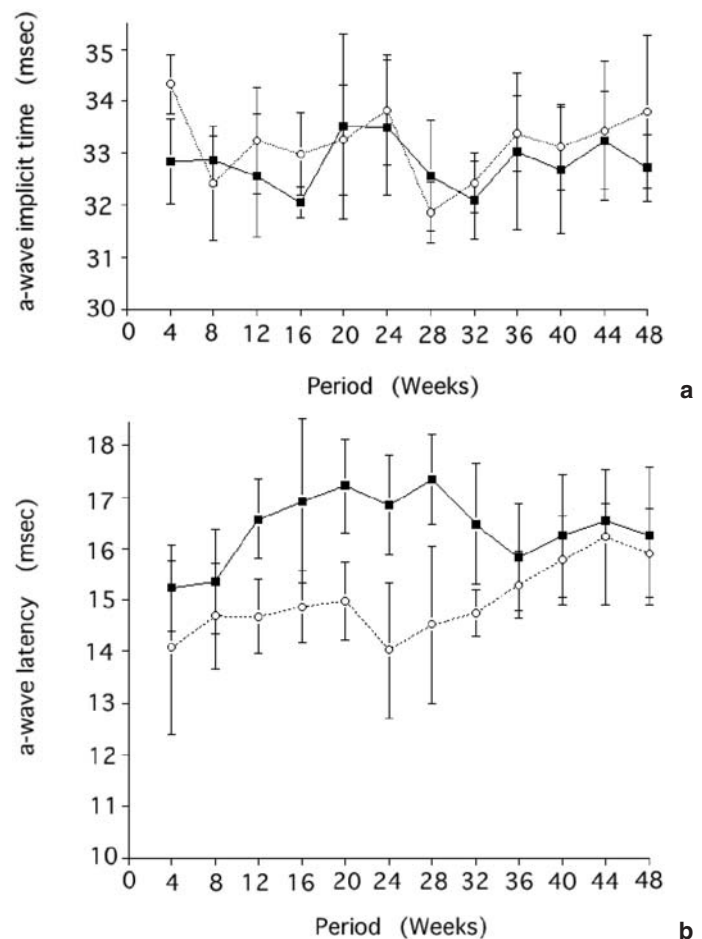 a-wave implicit time (msec)
35
34
33
32
31
30
0 4 8 12 16 20 24 28 32 36 40 44 48
Period (Weeks)
a
a-wave latency (msec)
18
17
16
15
14
13
12
11
10
0 4 8 12 16 20 24 28 32 36 40 44 48
Period (Weeks)
b